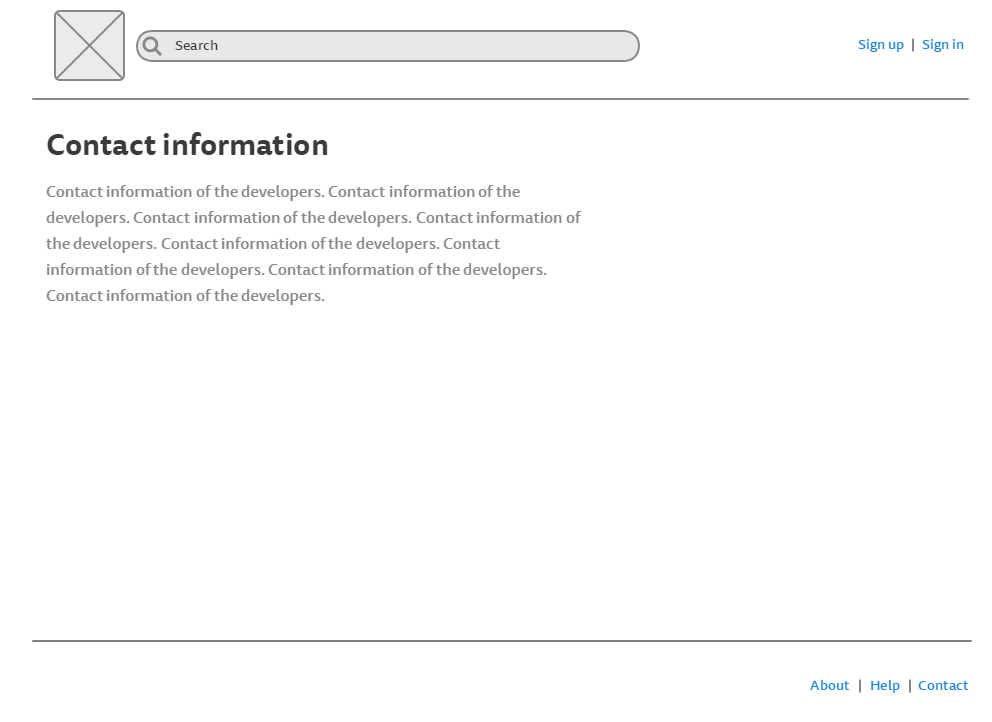 Search
Sign up | Sign in
Contact information
Contact information of the developers. Contact information of the
developers. Contact information of the developers. Contact information of
the developers. Contact information of the developers. Contact
information of the developers. Contact information of the developers.
Contact information of the developers.
About | Help | Contact